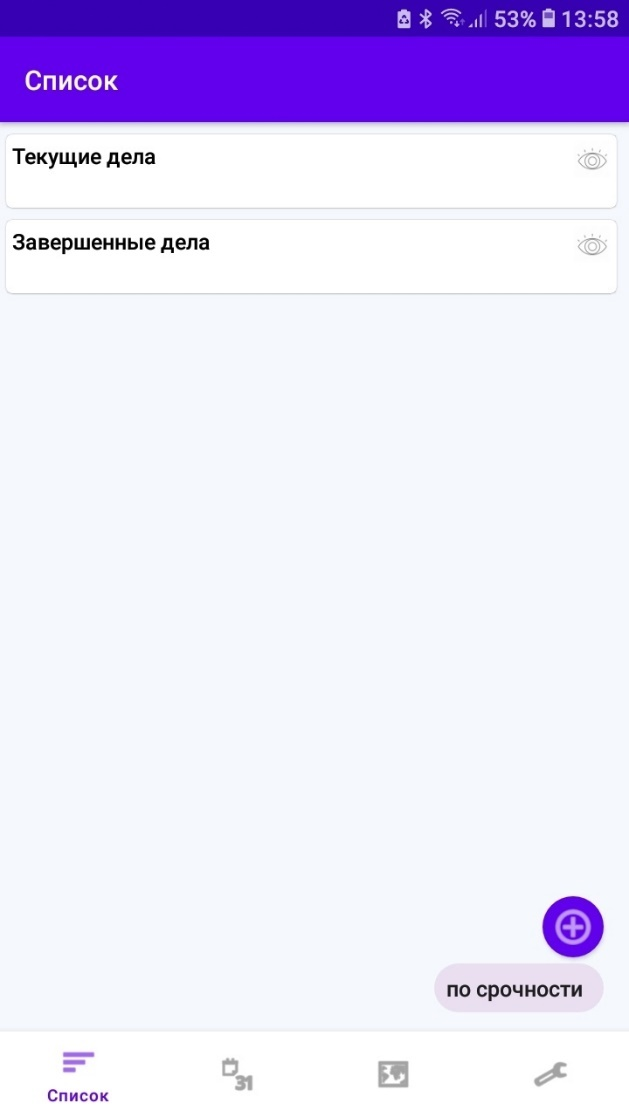 53% 13:58
Список
Текущие дела
Завершенные дела
по срочности
31
Список